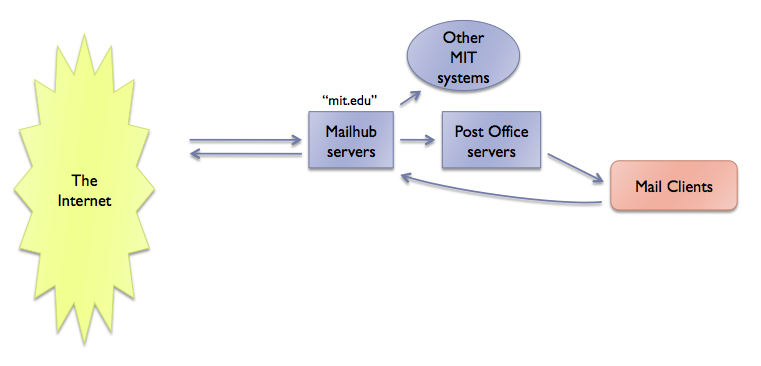 Other
MIT
systems
“mit.edu”
Mailhub
servers
Post Office
servers
The
Internet
Mail Clients